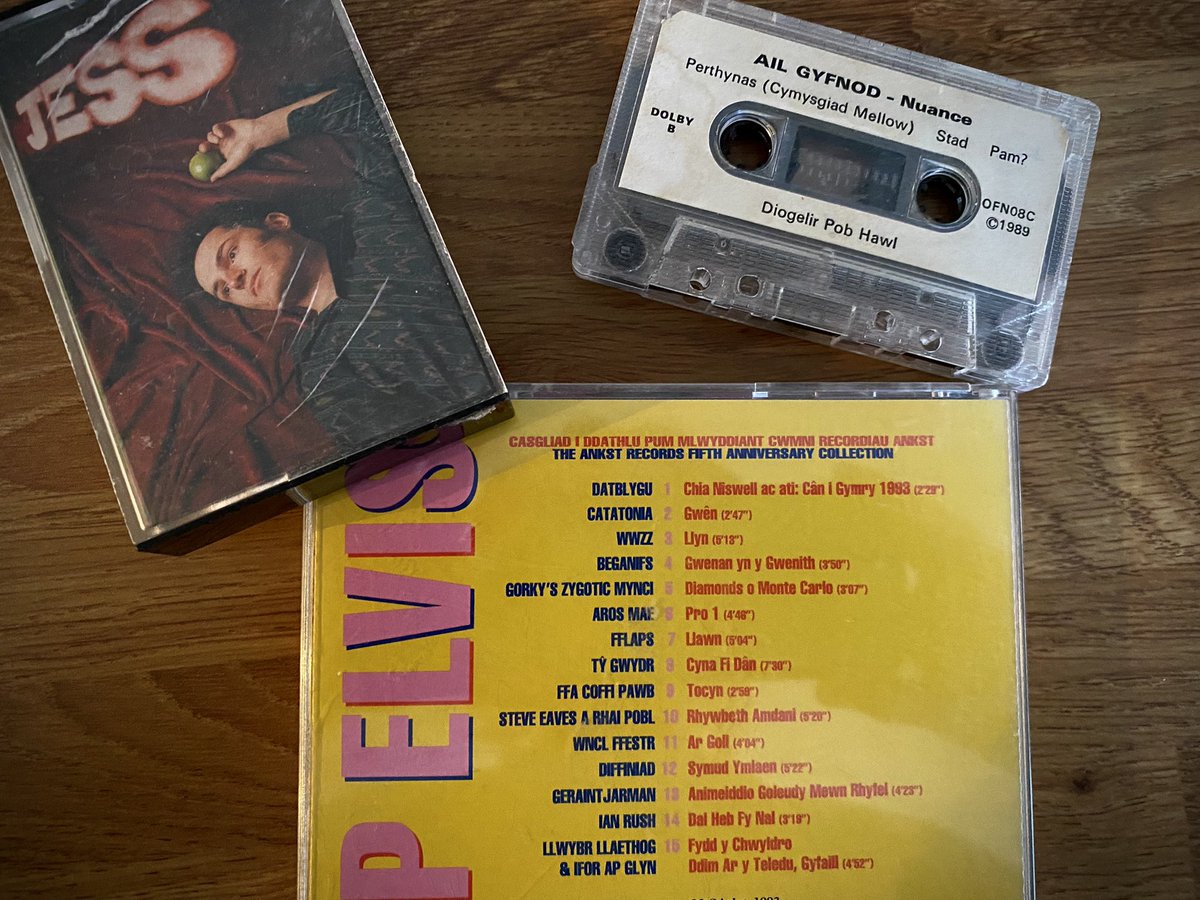 JESS
AIL GYFNOD - Nuance
Perthynas (Cymysgiad Mellow) Stad Pam?
DOLBY
B
OFN08C
©1989
Diogelir Pob Hawl
P ELVIS
CASGLIAD I DDATHLU PUM MLWYDDIANT CWMNI RECORDIAU ANKST
THE ANKST RECORDS FIFTH ANNIVERSARY COLLECTION
DATBLYGU 1 Chia Niswell ac ati: Cân i Gymry 1993 (2'29")
CATATONIA 2 Gwên (2'47")
WWZZ 3 Llyn (5'13")
BEGANIFS 4 Gwenan yn y Gwenith (3'50")
GORKY'S ZYGOTIC MYNCI 5 Diamonds o Monte Carlo (3'07")
AROS MAE 6 Pro 1 (4'46")
FFLAPS 7 Llawn (5'04")
TŶ GWYDR 8 Cyna Fi Dân (7'30")
FFA COFFI PAWB 9 Tocyn (2'59")
STEVE EAVES A RHAI POBL 10 Rhywbeth Amdani (5'20")
WNCL FFESTR 11 Ar Goll (4'04")
DIFFINIAD 12 Symud Ymlaen (5'22")
GERAINTJARMAN 13 Animeiddio Goleudy Mewn Rhyfel (4'23")
IAN RUSH 14 Dal Heb Fy Nal (3'19")
LLWYBR LLAETHOG 15 Fydd y Chwyldro
& IFOR AP GLYN Ddim Ar y Teledu, Gyfaill (4'52")